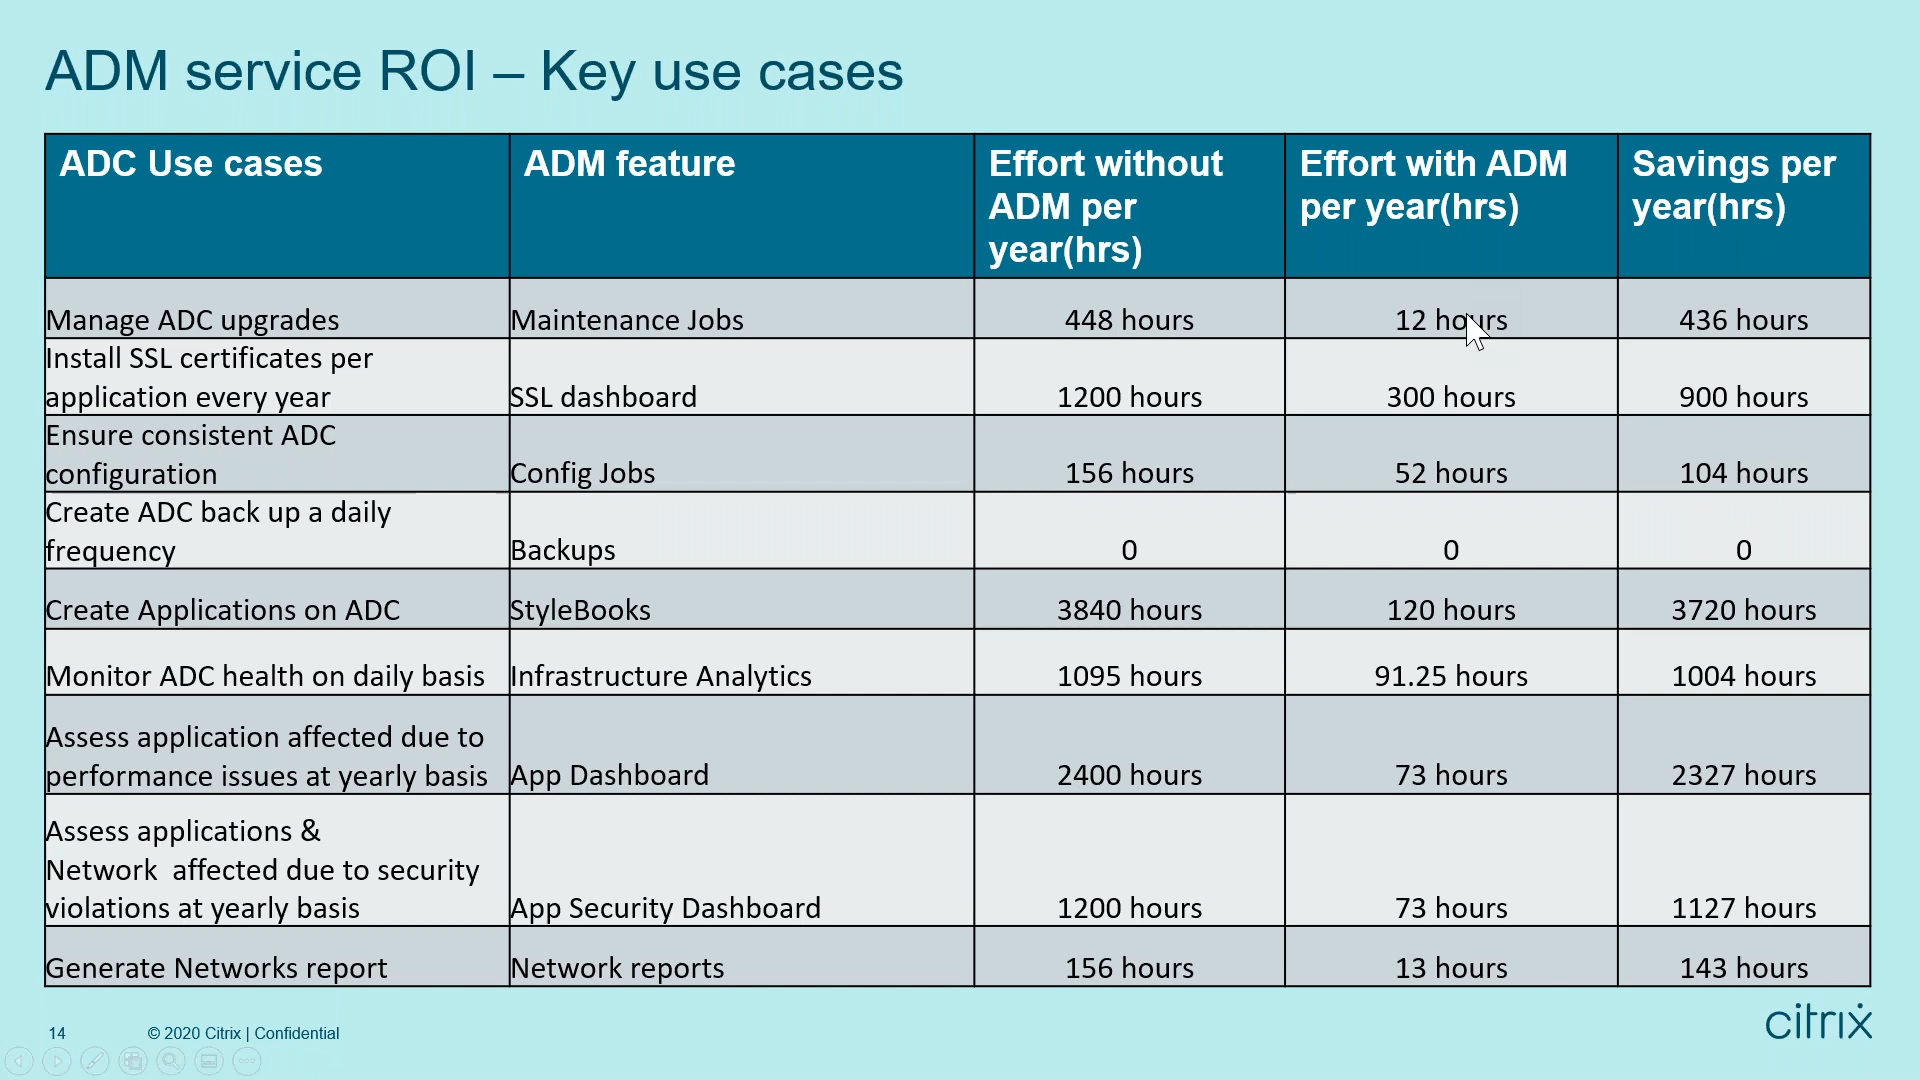 ADM service ROI – Key use cases
ADC Use cases
ADM feature
Effort without
ADM per
year(hrs)
Effort with ADM
per year(hrs)
Savings per
year(hrs)
Manage ADC upgrades
Maintenance Jobs
448 hours
12 hours
436 hours
Install SSL certificates per
application every year
SSL dashboard
1200 hours
300 hours
900 hours
Ensure consistent ADC
configuration
Config Jobs
156 hours
52 hours
104 hours
Create ADC back up a daily
frequency
Backups
0
0
0
Create Applications on ADC
StyleBooks
3840 hours
120 hours
3720 hours
Monitor ADC health on daily basis
Infrastructure Analytics
1095 hours
91.25 hours
1004 hours
Assess application affected due to
performance issues at yearly basis
App Dashboard
2400 hours
73 hours
2327 hours
Assess applications &
Network  affected due to security
violations at yearly basis
App Security Dashboard
1200 hours
73 hours
1127 hours
Generate Networks report
Network reports
156 hours
13 hours
143 hours
14
© 2020 Citrix | Confidential
citrix